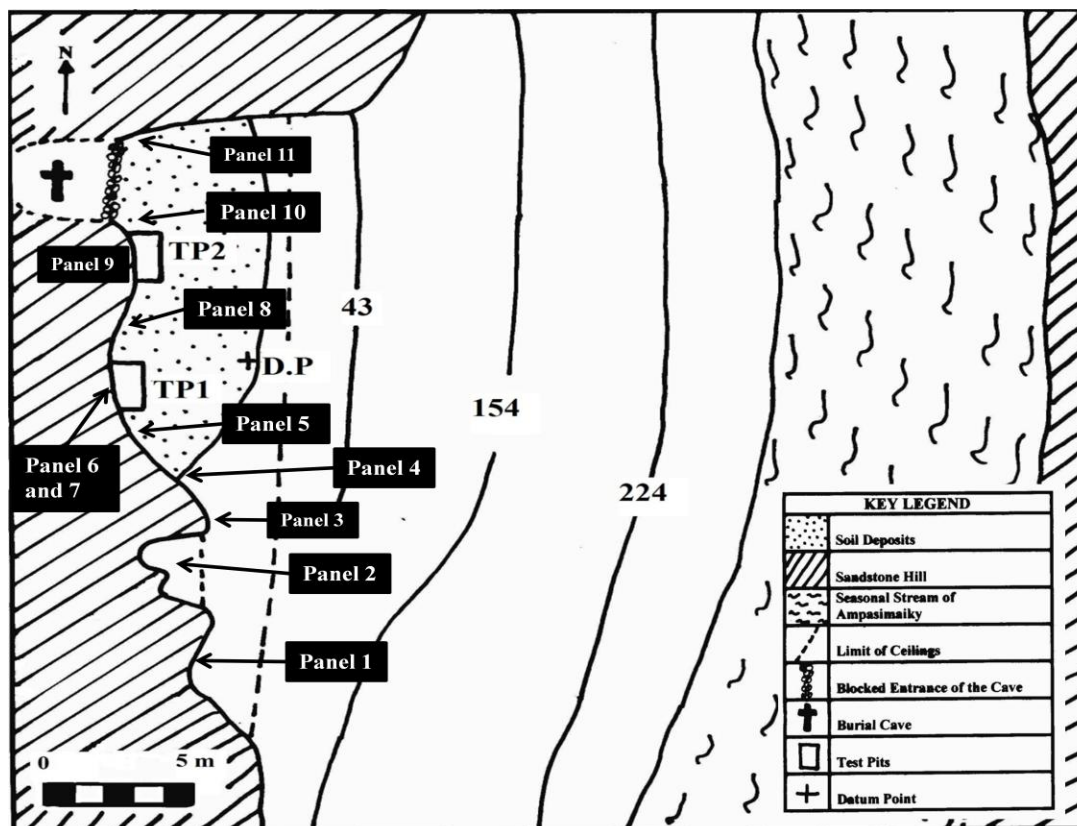 N
Panel 11
Panel 10
TP2
Panel 9
Panel 8
43
D.P
TP1
154
Panel 5
Panel 6
and 7
Panel 4
224
Panel 3
Panel 2
Panel 1
0 5 m
KEY LEGEND
Soil Deposits
Sandstone Hill
Seasonal Stream of
Ampasimaiky
Limit of Ceilings
Blocked Entrance of the Cave
Burial Cave
Test Pits
Datum Point